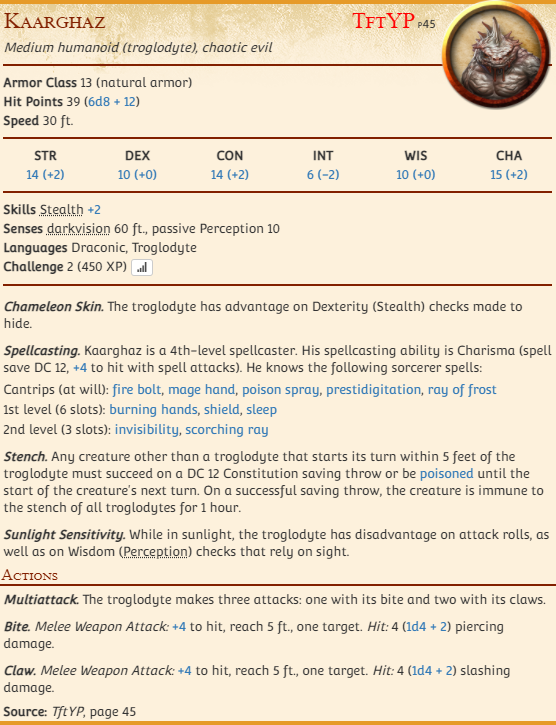 Kaarghaz
TftYP p45
Medium humanoid (troglodyte), chaotic evil
Armor Class 13 (natural armor)
Hit Points 39 (6d8 + 12)
Speed 30 ft.
STR DEX CON INT WIS CHA
14 (+2) 10 (+0) 14 (+2) 6 (−2) 10 (+0) 15 (+2)
Skills Stealth +2
Senses darkvision 60 ft., passive Perception 10
Languages Draconic, Troglodyte
Challenge 2 (450 XP)
Chameleon Skin. The troglodyte has advantage on Dexterity (Stealth) checks made to
hide.
Spellcasting. Kaarghaz is a 4th-level spellcaster. His spellcasting ability is Charisma (spell
save DC 12, +4 to hit with spell attacks). He knows the following sorcerer spells:
Cantrips (at will): fire bolt, mage hand, poison spray, prestidigitation, ray of frost
1st level (6 slots): burning hands, shield, sleep
2nd level (3 slots): invisibility, scorching ray
Stench. Any creature other than a troglodyte that starts its turn within 5 feet of the
troglodyte must succeed on a DC 12 Constitution saving throw or be poisoned until the
start of the creature's next turn. On a successful saving throw, the creature is immune to
the stench of all troglodytes for 1 hour.
Sunlight Sensitivity. While in sunlight, the troglodyte has disadvantage on attack rolls, as
well as on Wisdom (Perception) checks that rely on sight.
Actions
Multiattack. The troglodyte makes three attacks: one with its bite and two with its claws.
Bite. Melee Weapon Attack: +4 to hit, reach 5 ft., one target. Hit: 4 (1d4 + 2) piercing
damage.
Claw. Melee Weapon Attack: +4 to hit, reach 5 ft., one target. Hit: 4 (1d4 + 2) slashing
damage.
Source: TftYP, page 45